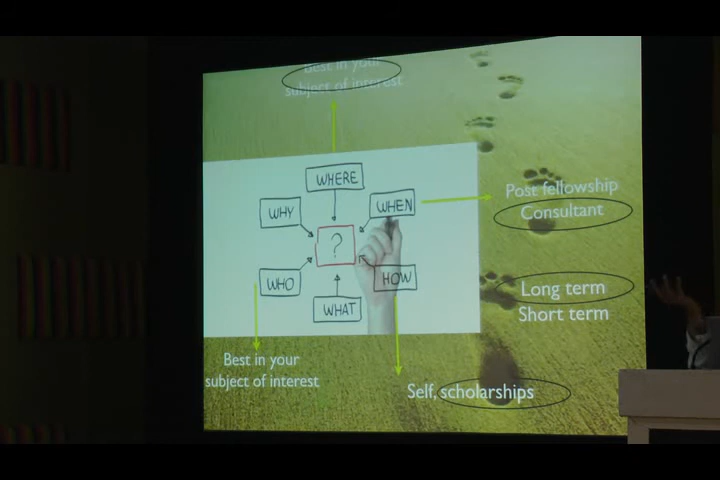 Best in your
subject of interest
WHERE
WHY
WHEN
?
WHO
HOW
WHAT
Post fellowship
Consultant
Long term
Short term
Best in your
subject of interest
Self, scholarships